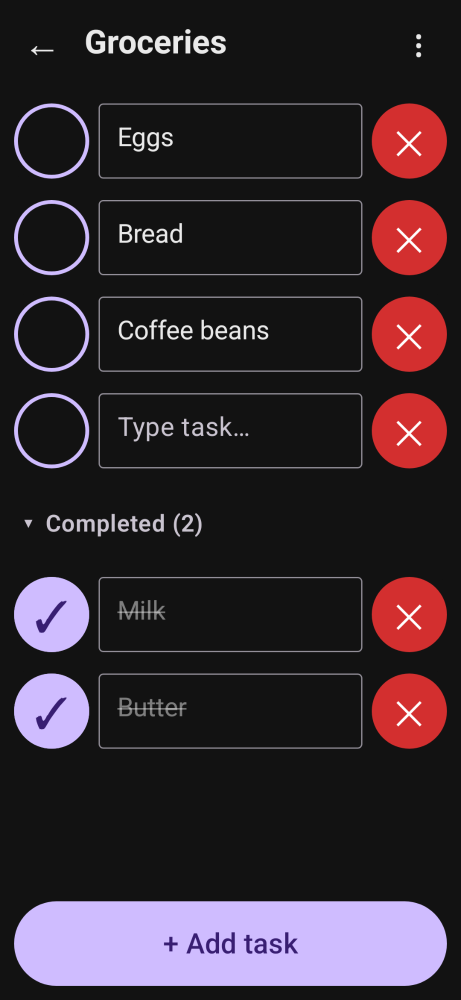 Groceries
Eggs
Bread
Coffee beans
Type task…
Completed (2)
Milk
Butter
+ Add task